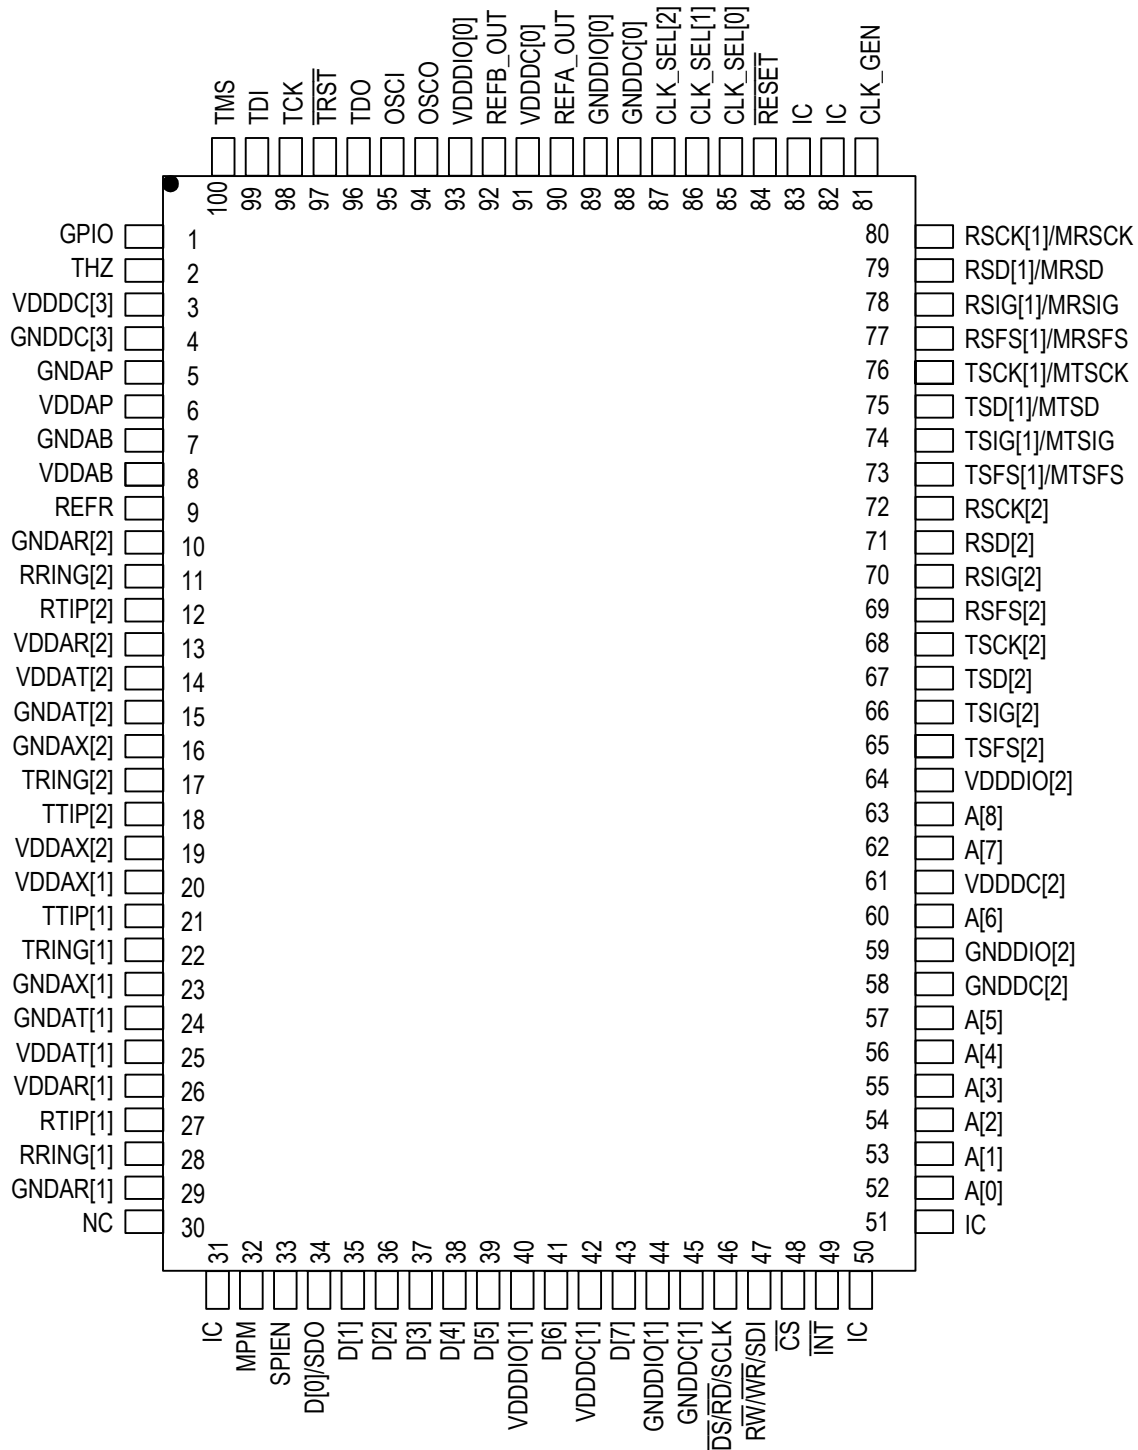 TMS
TDI
TCK
TRST
TDO
OSCI
OSCO
VDDDIO[0]
REFB_OUT
VDDDC[0]
REFA_OUT
GNDDIO[0]
GNDDC[0]
CLK_SEL[2]
CLK_SEL[1]
CLK_SEL[0]
RESET
IC
IC
CLK_GEN
100
99
98
97
96
95
94
93
92
91
90
89
88
87
86
85
84
83
82
81
GPIO 1 80 RSCK[1]/MRSCK
THZ 2 79 RSD[1]/MRSD
VDDDC[3] 3 78 RSIG[1]/MRSIG
GNDDC[3] 4 77 RSFS[1]/MRSFS
GNDAP 5 76 TSCK[1]/MTSCK
VDDAP 6 75 TSD[1]/MTSD
GNDAB 7 74 TSIG[1]/MTSIG
VDDAB 8 73 TSFS[1]/MTSFS
REFR 9 72 RSCK[2]
GNDAR[2] 10 71 RSD[2]
RRING[2] 11 70 RSIG[2]
RTIP[2] 12 69 RSFS[2]
VDDAR[2] 13 68 TSCK[2]
VDDAT[2] 14 67 TSD[2]
GNDAT[2] 15 66 TSIG[2]
GNDAX[2] 16 65 TSFS[2]
TRING[2] 17 64 VDDDIO[2]
TTIP[2] 18 63 A[8]
VDDAX[2] 19 62 A[7]
VDDAX[1] 20 61 VDDDC[2]
TTIP[1] 21 60 A[6]
TRING[1] 22 59 GNDDIO[2]
GNDAX[1] 23 58 GNDDC[2]
GNDAT[1] 24 57 A[5]
VDDAT[1] 25 56 A[4]
VDDAR[1] 26 55 A[3]
RTIP[1] 27 54 A[2]
RRING[1] 28 53 A[1]
GNDAR[1] 29 52 A[0]
NC 30 51 IC
31
32
33
34
35
36
37
38
39
40
41
42
43
44
45
46
47
48
49
50
IC
MPM
SPIEN
D[0]/SDO
D[1]
D[2]
D[3]
D[4]
D[5]
VDDDIO[1]
D[6]
VDDDC[1]
D[7]
GNDDIO[1]
GNDDC[1]
DS/RD/SCLK
RW/WR/SDI
CS
INT
IC